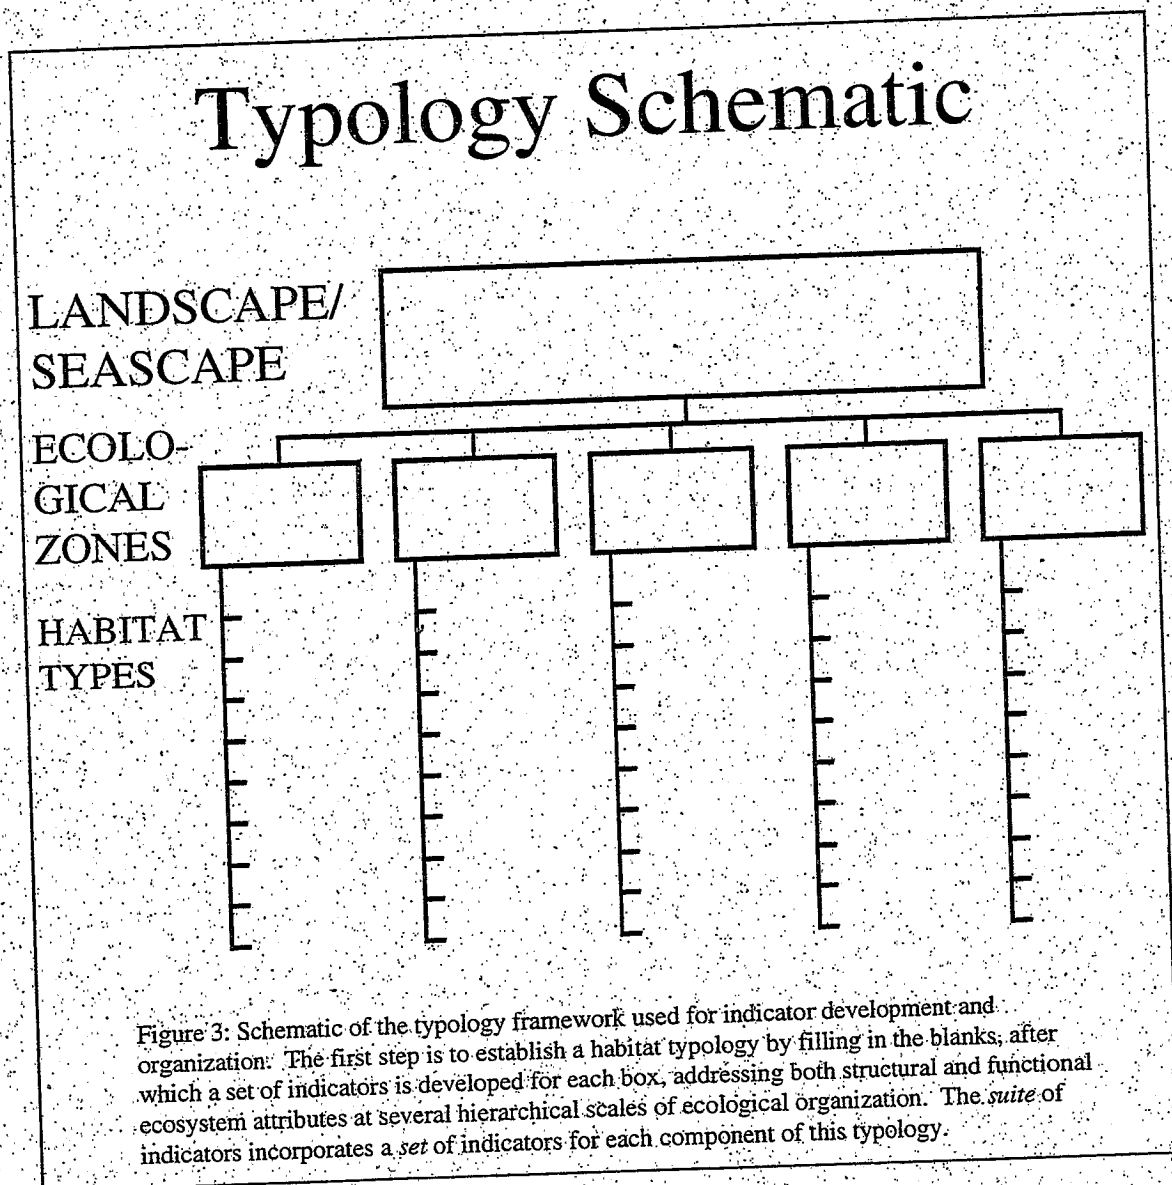 Typology Schematic
LANDSCAPE/
SEASCAPE
ECOLO-
GICAL
ZONES
HABITAT
TYPES
Figure 3: Schematic of the typology framework used for indicator development and
organization. The first step is to establish a habitat typology by filling in the blanks, after
which a set of indicators is developed for each box, addressing both structural and functional
ecosystem attributes at several hierarchical scales of ecological organization. The suite of
indicators incorporates a set of indicators for each component of this typology.